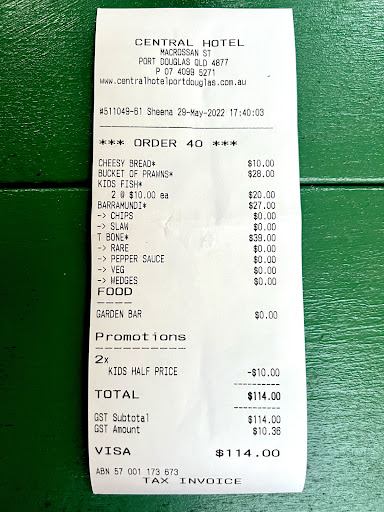 CENTRAL HOTEL
MACROSSAN ST
PORT DOUGLAS QLD 4877
P 07 4099 5271
www.centralhotelportdouglas.com.au
#511049-61 Sheena 29-May-2022 17:40:03
*** ORDER 40 ***
CHEESY BREAD* $10.00
BUCKET OF PRAWNS* $28.00
KIDS FISH*
2 @ $10.00 ea $20.00
BARRAMUNDI* $27.00
-> CHIPS $0.00
-> SLAW $0.00
T BONE* $39.00
-> RARE $0.00
-> PEPPER SAUCE $0.00
-> VEG $0.00
-> WEDGES $0.00
FOOD
----
GARDEN BAR $0.00
Promotions
----------
2x
KIDS HALF PRICE -$10.00
----------
TOTAL $114.00
----------
GST Subtotal $114.00
GST Amount $10.36
VISA $114.00
ABN 57 001 173 673
TAX INVOICE